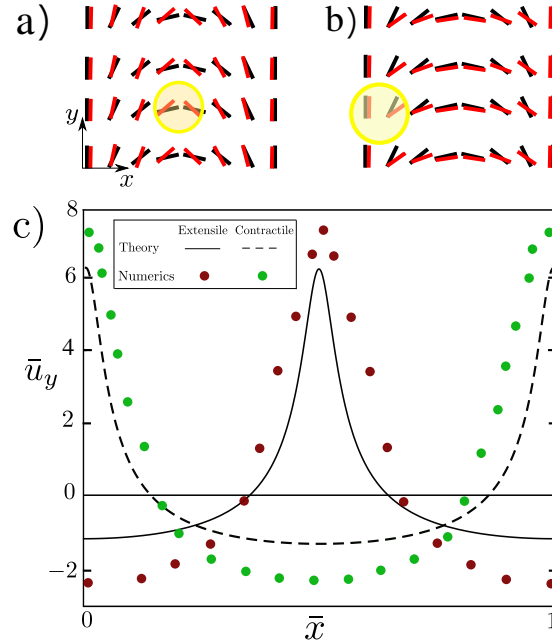 a) b)
y
x
c)
Extensile Contractile
Theory
Numerics
8
6
4
2
0
−2
ū_y
0 x̄ 1